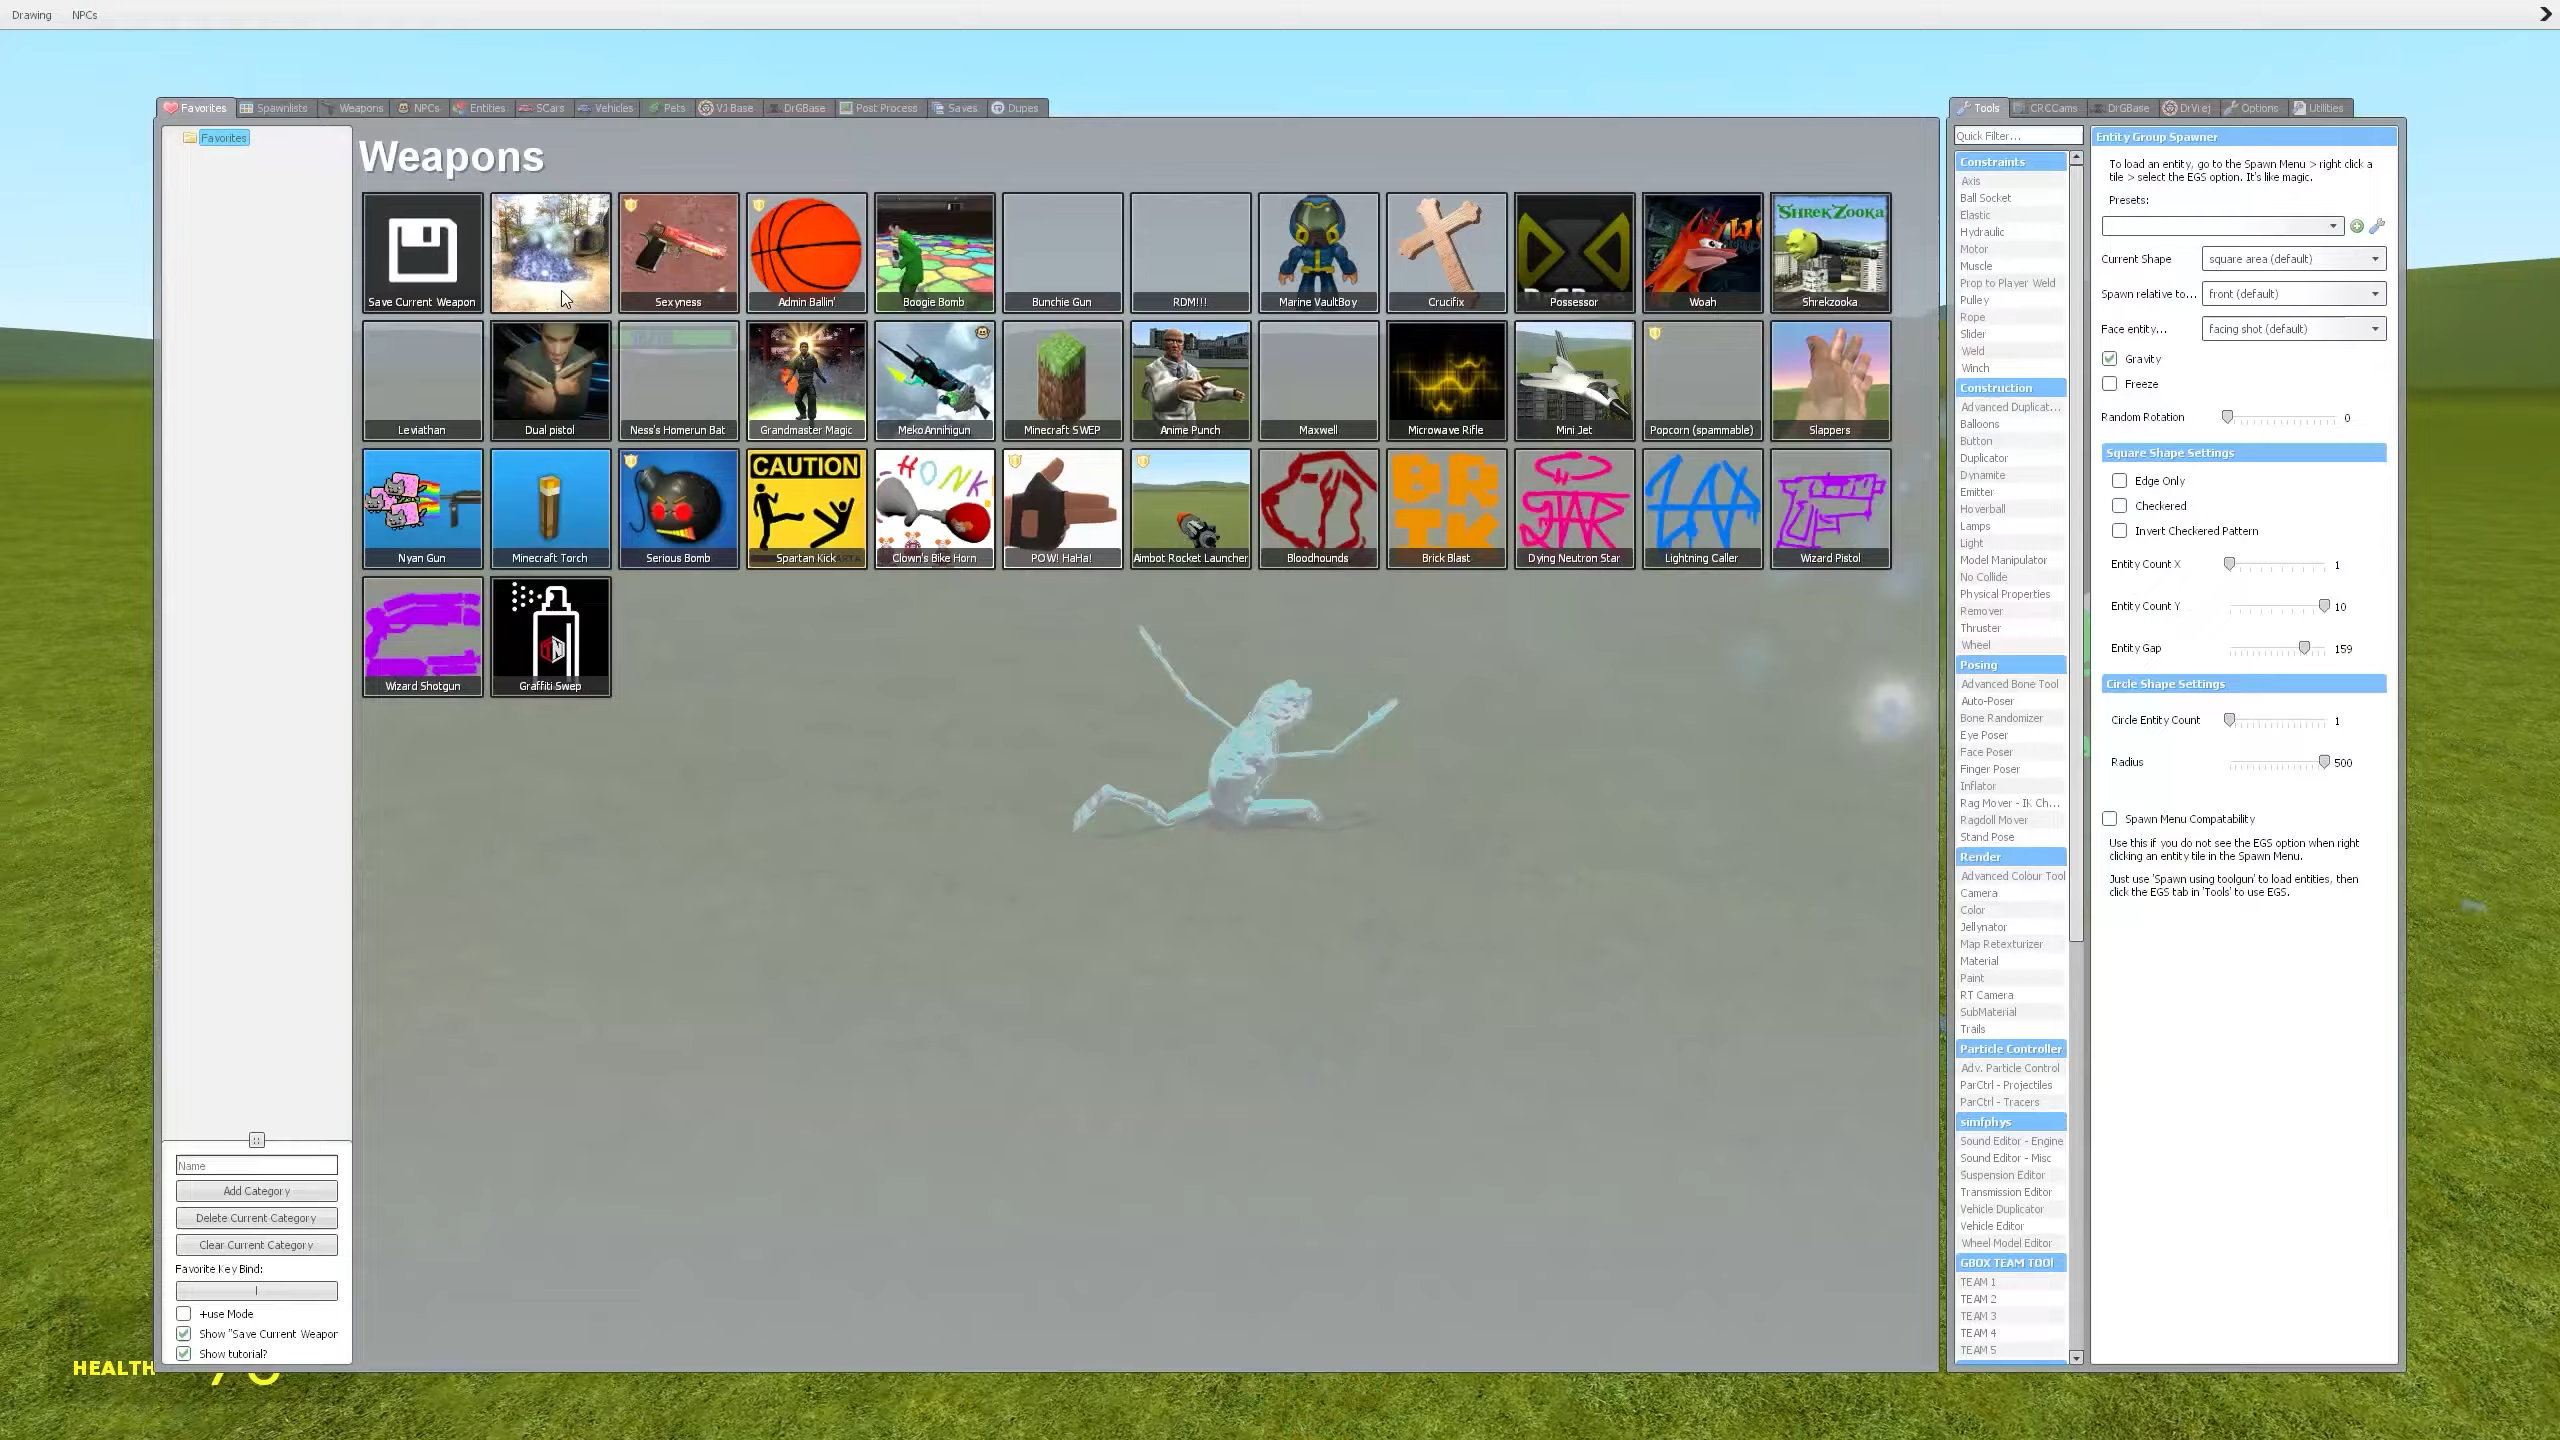 Drawing NPCs
Favorites Spawnlists Weapons NPCs Entities SCars Vehicles Pets VJ Base DrGBase Post Process Saves Dupes
Favorites
Weapons
Save Current Weapon Sexyness Admin Ballin' Boogie Bomb Bunchie Gun RDM!!! Marine VaultBoy Crucifix Possessor Woah Shrekzooka
SHREKZOOKA
Leviathan Dual pistol Ness's Homerun Bat Grandmaster Magic MekoAnnihigun Minecraft SWEP Anime Punch Maxwell Microwave Rifle Mini Jet Popcorn (spammable) Slappers
CAUTION
HONK
BRIK
STAR
ZAX
Nyan Gun Minecraft Torch Serious Bomb Spartan Kick Clown's Bike Horn POW! HaHa! Aimbot Rocket Launcher Bloodhounds Brick Blast Dying Neutron Star Lightning Caller Wizard Pistol
Wizard Shotgun Graffiti Swep
Name
Add Category
Delete Current Category
Clear Current Category
Favorite Key Bind:
I
+use Mode
Show "Save Current Weapon
Show tutorial?
HEALTH
Tools CRCCams DrGBase DrVrej Options Utilities
Quick Filter...
Constraints
Axis
Ball Socket
Elastic
Hydraulic
Motor
Muscle
Prop to Player Weld
Pulley
Rope
Slider
Weld
Winch
Construction
Advanced Duplicat...
Balloons
Button
Duplicator
Dynamite
Emitter
Hoverball
Lamps
Light
Model Manipulator
No Collide
Physical Properties
Remover
Thruster
Wheel
Posing
Advanced Bone Tool
Auto-Poser
Bone Randomizer
Eye Poser
Face Poser
Finger Poser
Inflator
Rag Mover - IK Ch...
Ragdoll Mover
Stand Pose
Render
Advanced Colour Tool
Camera
Color
Jellynator
Map Retexturizer
Material
Paint
RT Camera
SubMaterial
Trails
Particle Controller
Adv. Particle Control
ParCtrl - Projectiles
ParCtrl - Tracers
simfphys
Sound Editor - Engine
Sound Editor - Misc
Suspension Editor
Transmission Editor
Vehicle Duplicator
Vehicle Editor
Wheel Model Editor
GBOX TEAM TOOl
TEAM 1
TEAM 2
TEAM 3
TEAM 4
TEAM 5
Entity Group Spawner
To load an entity, go to the Spawn Menu > right click a
tile > select the EGS option. It's like magic.
Presets:
Current Shape square area (default)
Spawn relative to... front (default)
Face entity... facing shot (default)
Gravity
Freeze
Random Rotation 0
Square Shape Settings
Edge Only
Checkered
Invert Checkered Pattern
Entity Count X 1
Entity Count Y 10
Entity Gap 159
Circle Shape Settings
Circle Entity Count 1
Radius 500
Spawn Menu Compatability
Use this if you do not see the EGS option when right
clicking an entity tile in the Spawn Menu.
Just use 'Spawn using toolgun' to load entities, then
click the EGS tab in 'Tools' to use EGS.